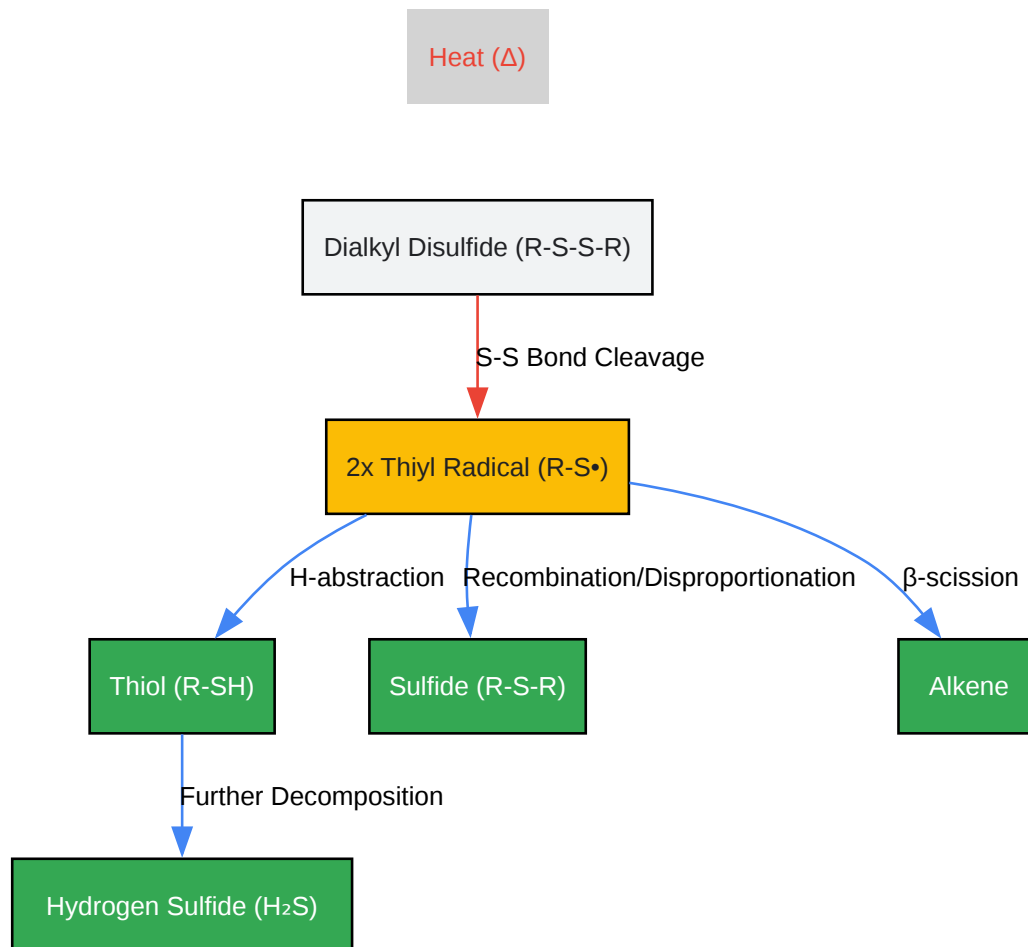 Heat (Δ)
Dialkyl Disulfide (R-S-S-R)
S-S Bond Cleavage
2x Thiyl Radical (R-S•)
H-abstraction
Recombination/Disproportionation
β-scission
Thiol (R-SH)
Sulfide (R-S-R)
Alkene
Further Decomposition
Hydrogen Sulfide (H₂S)